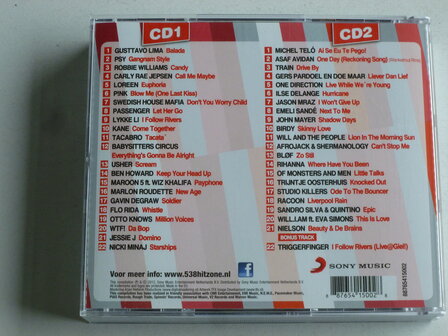 CD1
1 GUSTTAVO LIMA Balada
2 PSY Gangnam Style
3 ROBBIE WILLIAMS Candy
4 CARLY RAE JEPSEN Call Me Maybe
5 LOREEN Euphoria
6 P!NK Blow Me (One Last Kiss)
7 SWEDISH HOUSE MAFIA Don't You Worry Child
8 PASSENGER Let Her Go
9 LYKKE LI I Follow Rivers
10 KANE Come Together
11 TACABRO Tacata´
12 BABYSITTERS CIRCUS
Everything's Gonna Be Alright
13 USHER Scream
14 BEN HOWARD Keep Your Head Up
15 MAROON 5 ft. WIZ KHALIFA Payphone
16 MARLON ROUDETTE New Age
17 GAVIN DEGRAW Soldier
18 FLO RIDA Whistle
19 OTTO KNOWS Million Voices
20 WTF! Da Bop
21 JESSIE J Domino
22 NICKI MINAJ Starships
CD2
1 MICHEL TELÓ Ai Se Eu Te Pego!
2 ASAF AVIDAN One Day (Reckoning Song) (Wankelmut RMX)
3 TRAIN Drive By
4 GERS PARDOEL EN DOE MAAR Liever Dan Lief
5 ONE DIRECTION Live While We're Young
6 ILSE DELANGE Hurricane
7 JASON MRAZ I Won't Give Up
8 EMELI SANDÉ Next To Me
9 JOHN MAYER Shadow Days
10 BIRDY Skinny Love
11 WILL AND THE PEOPLE Lion In The Morning Sun
12 AFROJACK & SHERMANOLOGY Can't Stop Me
13 BLØF Zo Stil
14 RIHANNA Where Have You Been
15 OF MONSTERS AND MEN Little Talks
16 TRIJNTJE OOSTERHUIS Knocked Out
17 STUDIO KILLERS Ode To The Bouncer
18 RACOON Liverpool Rain
19 SANDRO SILVA & QUINTINO Epic
20 WILLIAM ft. EVA SIMONS This Is Love
21 NIELSON Beauty & De Brains
BONUS TRACK
22 TRIGGERFINGER I Follow Rivers (Live@Giel!)
Voor meer info: www.538hitzone.nl
f
SONY MUSIC
8 87654 15002 8
88765415002